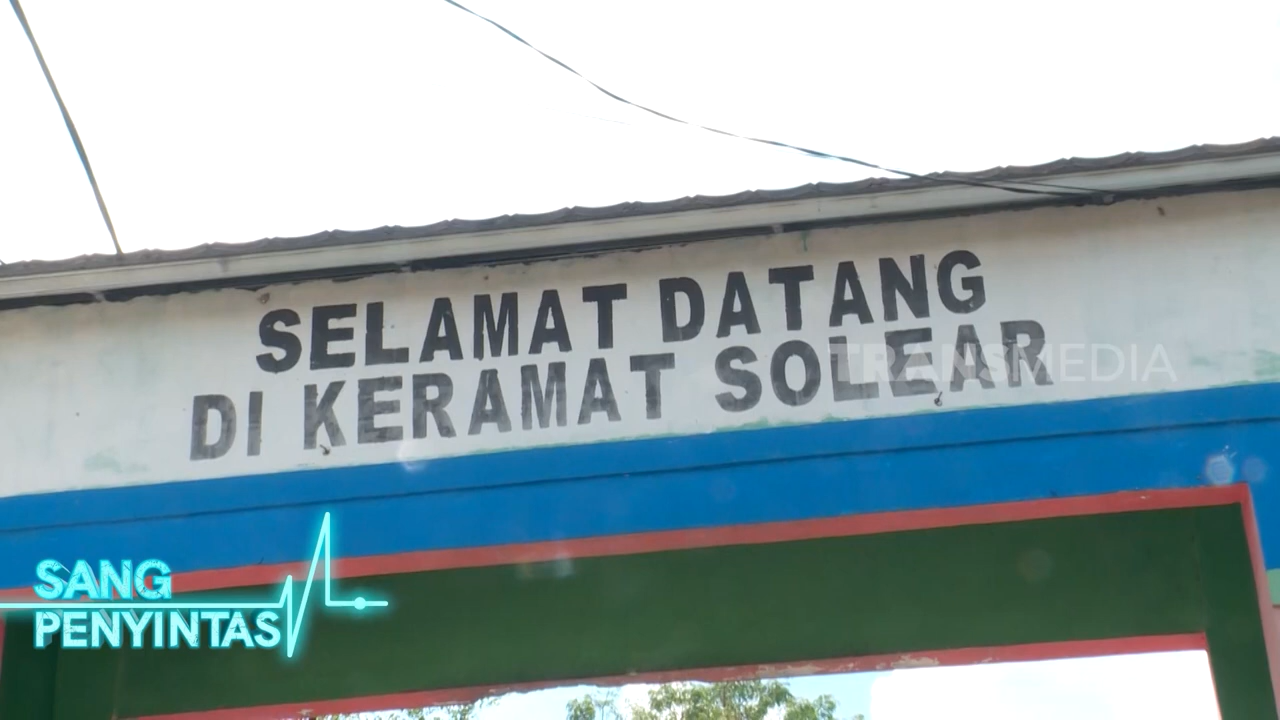 SELAMAT DATANG
DI KERAMAT SOLEAR
TRANSMEDIA
SANG
PENYINTAS